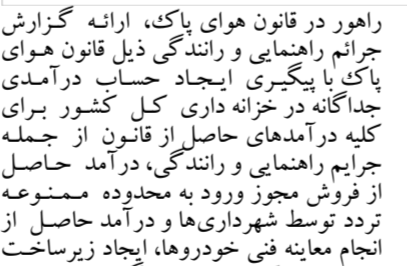 راهور در قانون هوای پاک، ارائه گزارش
جرائم راهنمایی و رانندگی ذیل قانون هوای
پاک با پیگیری ایجاد حساب درآمدی
جداگانه در خزانه داری کل کشور برای
کلیه درآمدهای حاصل از قانون از جمله
جرایم راهنمایی و رانندگی، درآمد حاصل
از فروش مجوز ورود به محدوده ممنوعه
تردد توسط شهرداری‌ها و درآمد حاصل از
انجام معاینه فنی خودروها، ایجاد زیرساخت